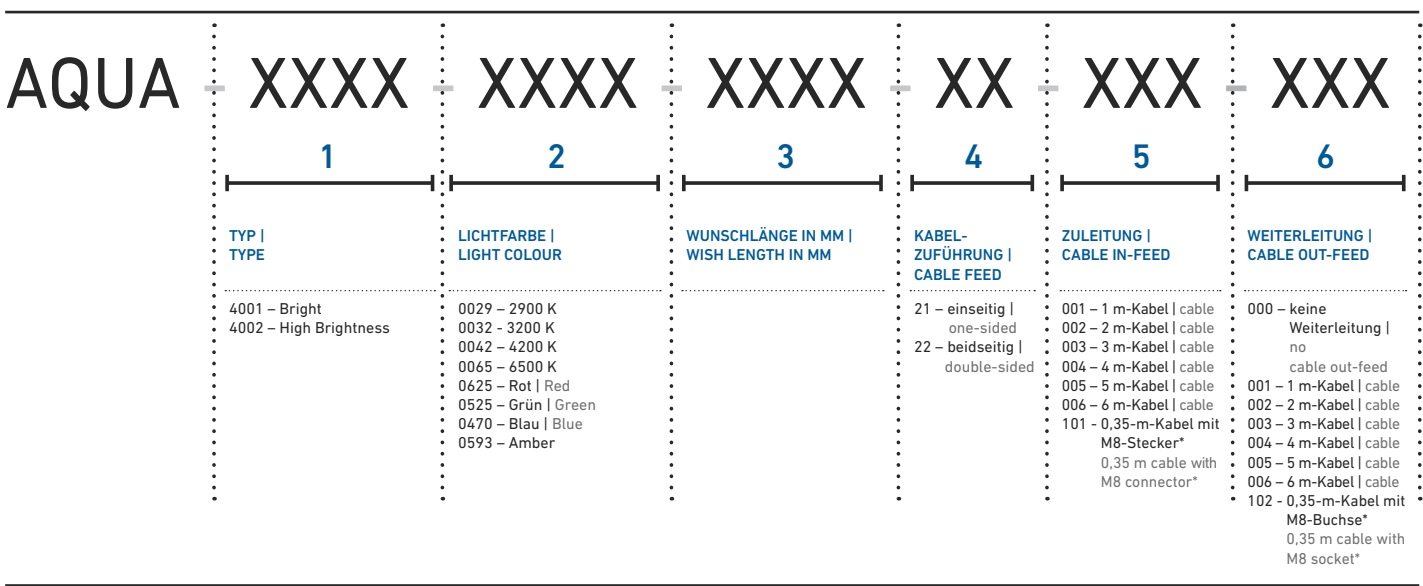 AQUA - XXXX - XXXX - XXXX - XX - XXX - XXX
1
2
3
4
5
6
TYP |
TYPE
4001 – Bright
4002 – High Brightness
LICHTFARBE |
LIGHT COLOUR
0029 – 2900 K
0032 - 3200 K
0042 – 4200 K
0065 – 6500 K
0625 – Rot | Red
0525 – Grün | Green
0470 – Blau | Blue
0593 – Amber
WUNSCHLÄNGE IN MM |
WISH LENGTH IN MM
KABEL-
ZUFÜHRUNG |
CABLE FEED
21 – einseitig |
one-sided
22 – beidseitig |
double-sided
ZULEITUNG |
CABLE IN-FEED
001 – 1 m-Kabel | cable
002 – 2 m-Kabel | cable
003 – 3 m-Kabel | cable
004 – 4 m-Kabel | cable
005 – 5 m-Kabel | cable
006 – 6 m-Kabel | cable
101 - 0,35-m-Kabel mit
M8-Stecker*
0,35 m cable with
M8 connector*
WEITERLEITUNG |
CABLE OUT-FEED
000 – keine
Weiterleitung |
no
cable out-feed
001 – 1 m-Kabel | cable
002 – 2 m-Kabel | cable
003 – 3 m-Kabel | cable
004 – 4 m-Kabel | cable
005 – 5 m-Kabel | cable
006 – 6 m-Kabel | cable
102 - 0,35-m-Kabel mit
M8-Buchse*
0,35 m cable with
M8 socket*